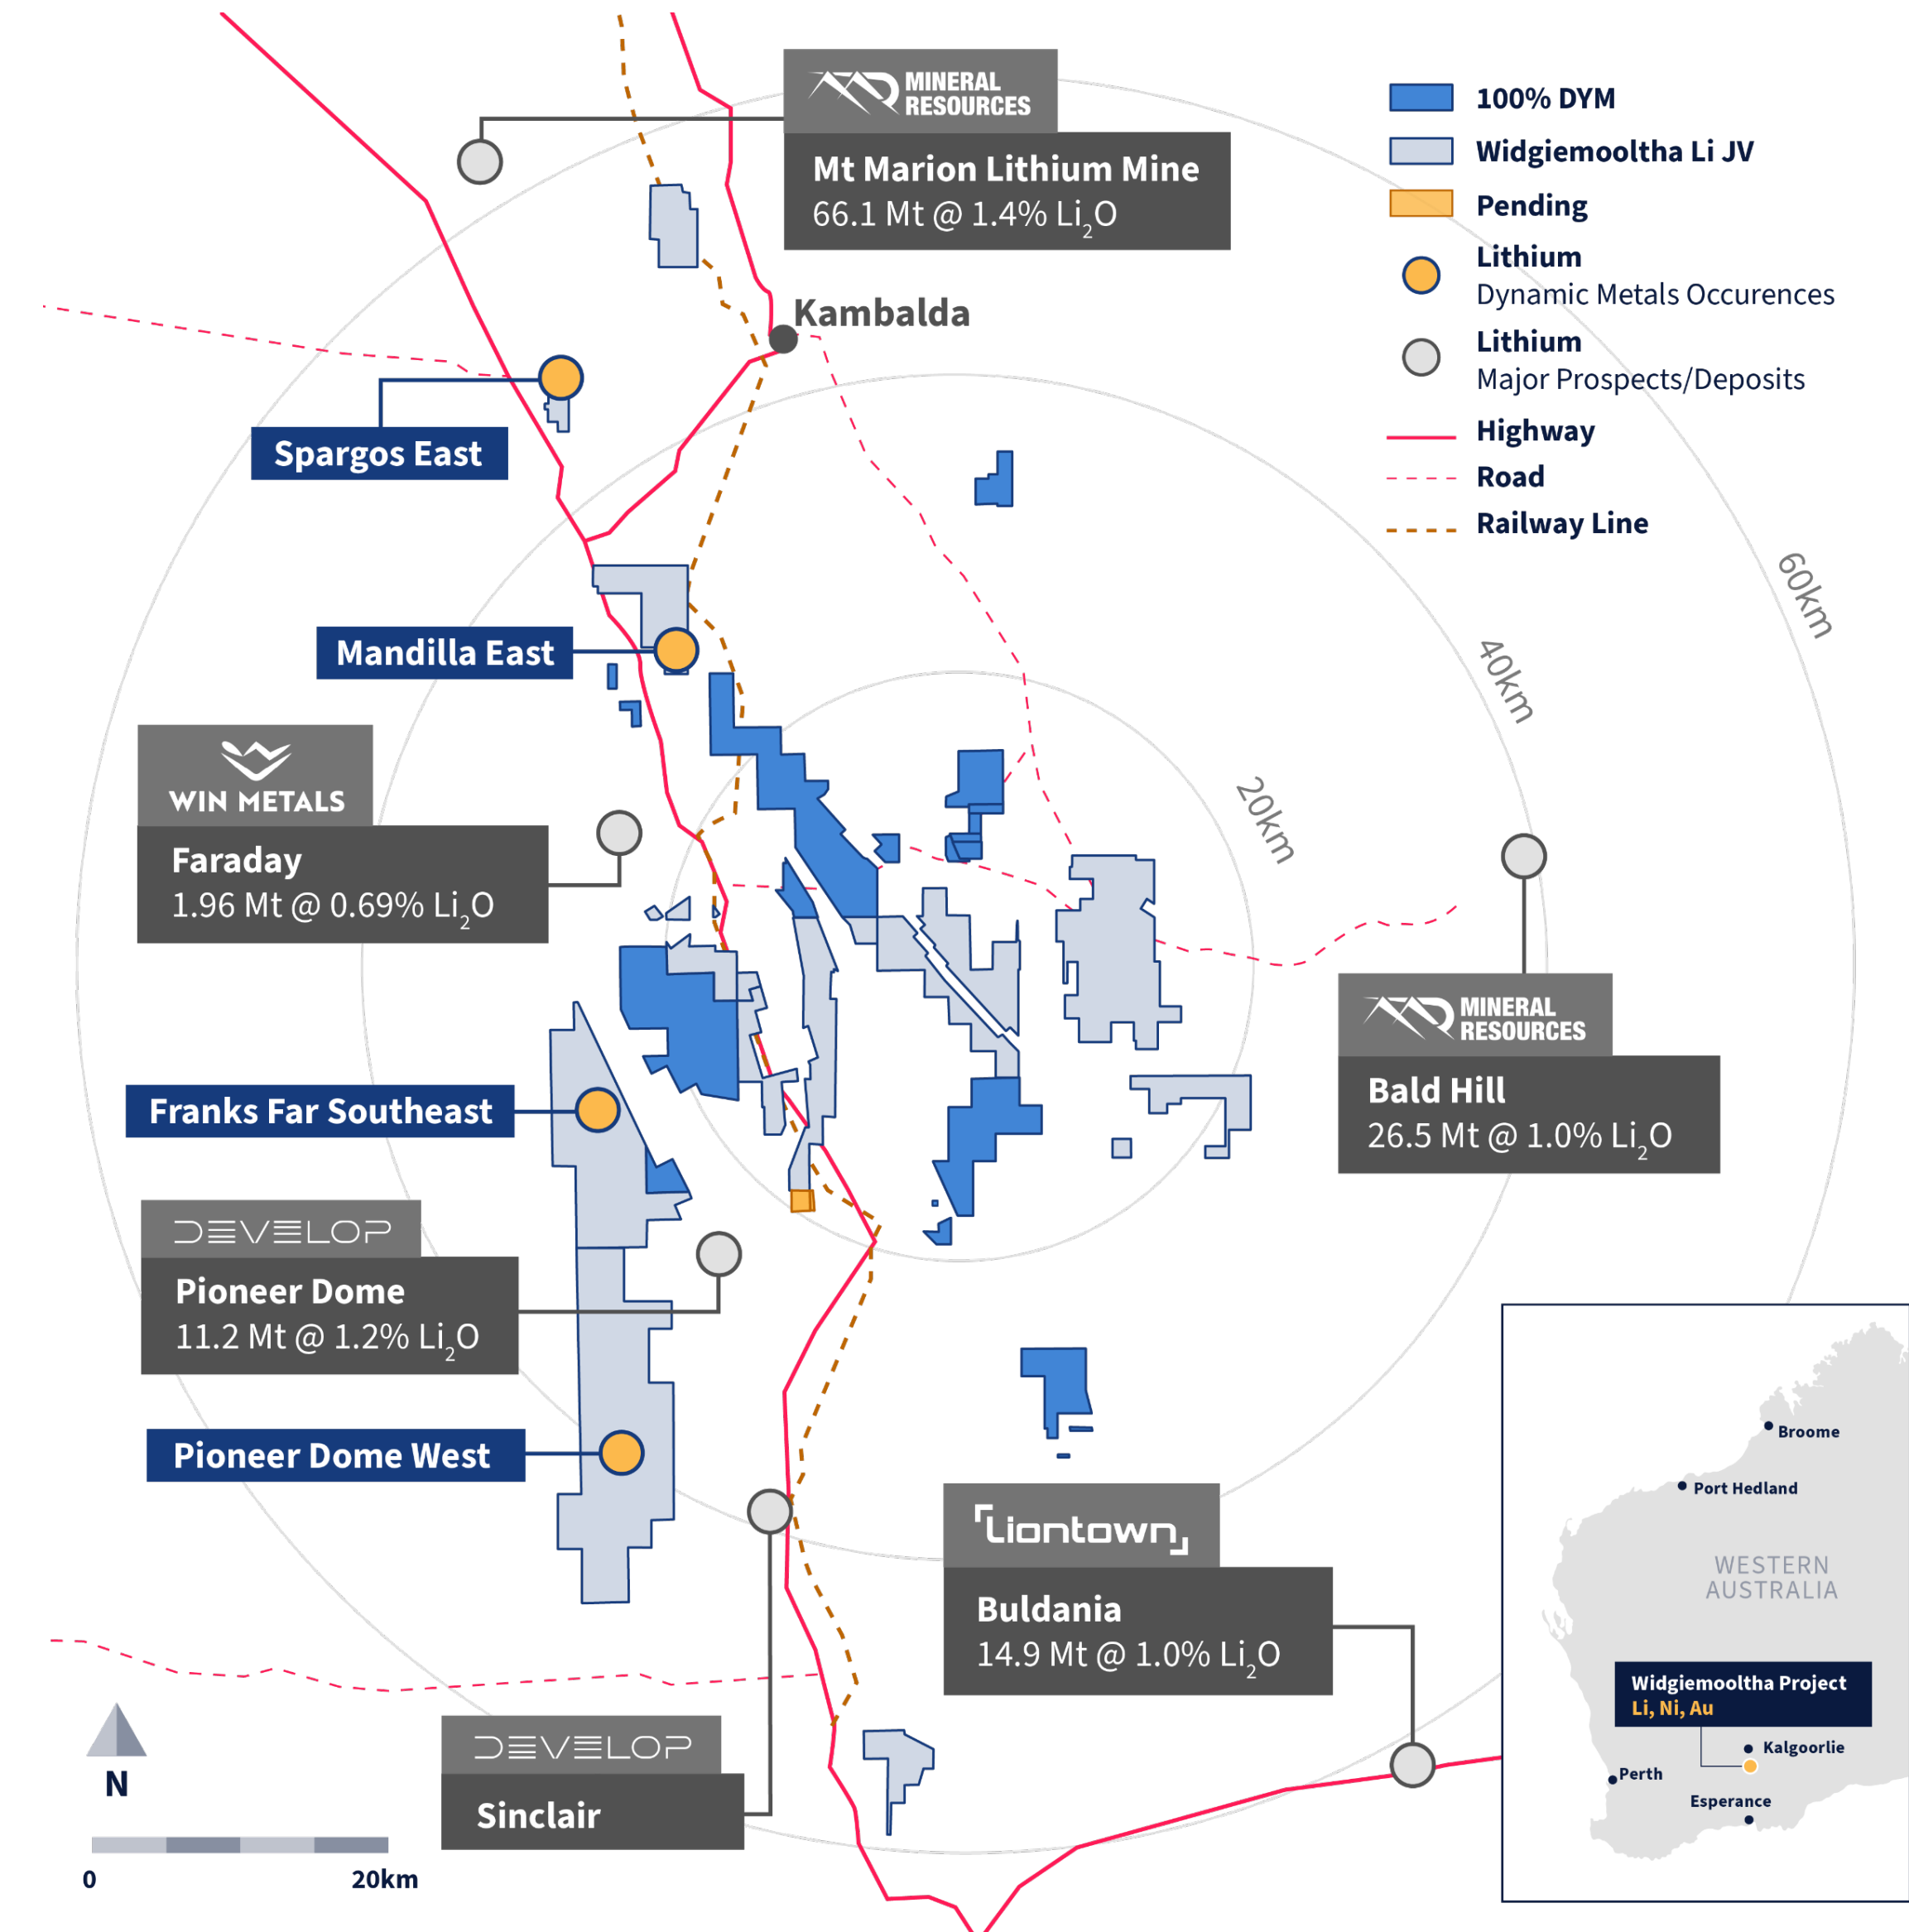 MINERAL
RESOURCES
Mt Marion Lithium Mine
66.1 Mt @ 1.4% Li₂O
100% DYM
Widgiemooltha Li JV
Pending
Lithium
Dynamic Metals Occurences
Lithium
Major Prospects/Deposits
Highway
Road
Railway Line
Kambalda
Spargos East
Mandilla East
60km
40km
20km
WIN METALS
Faraday
1.96 Mt @ 0.69% Li₂O
MINERAL
RESOURCES
Bald Hill
26.5 Mt @ 1.0% Li₂O
Franks Far Southeast
DEVELOP
Pioneer Dome
11.2 Mt @ 1.2% Li₂O
Pioneer Dome West
Liontown
Buldania
14.9 Mt @ 1.0% Li₂O
DEVELOP
Sinclair
N
0 20km
Broome
Port Hedland
WESTERN
AUSTRALIA
Widgiemooltha Project
Li, Ni, Au
Kalgoorlie
Perth
Esperance